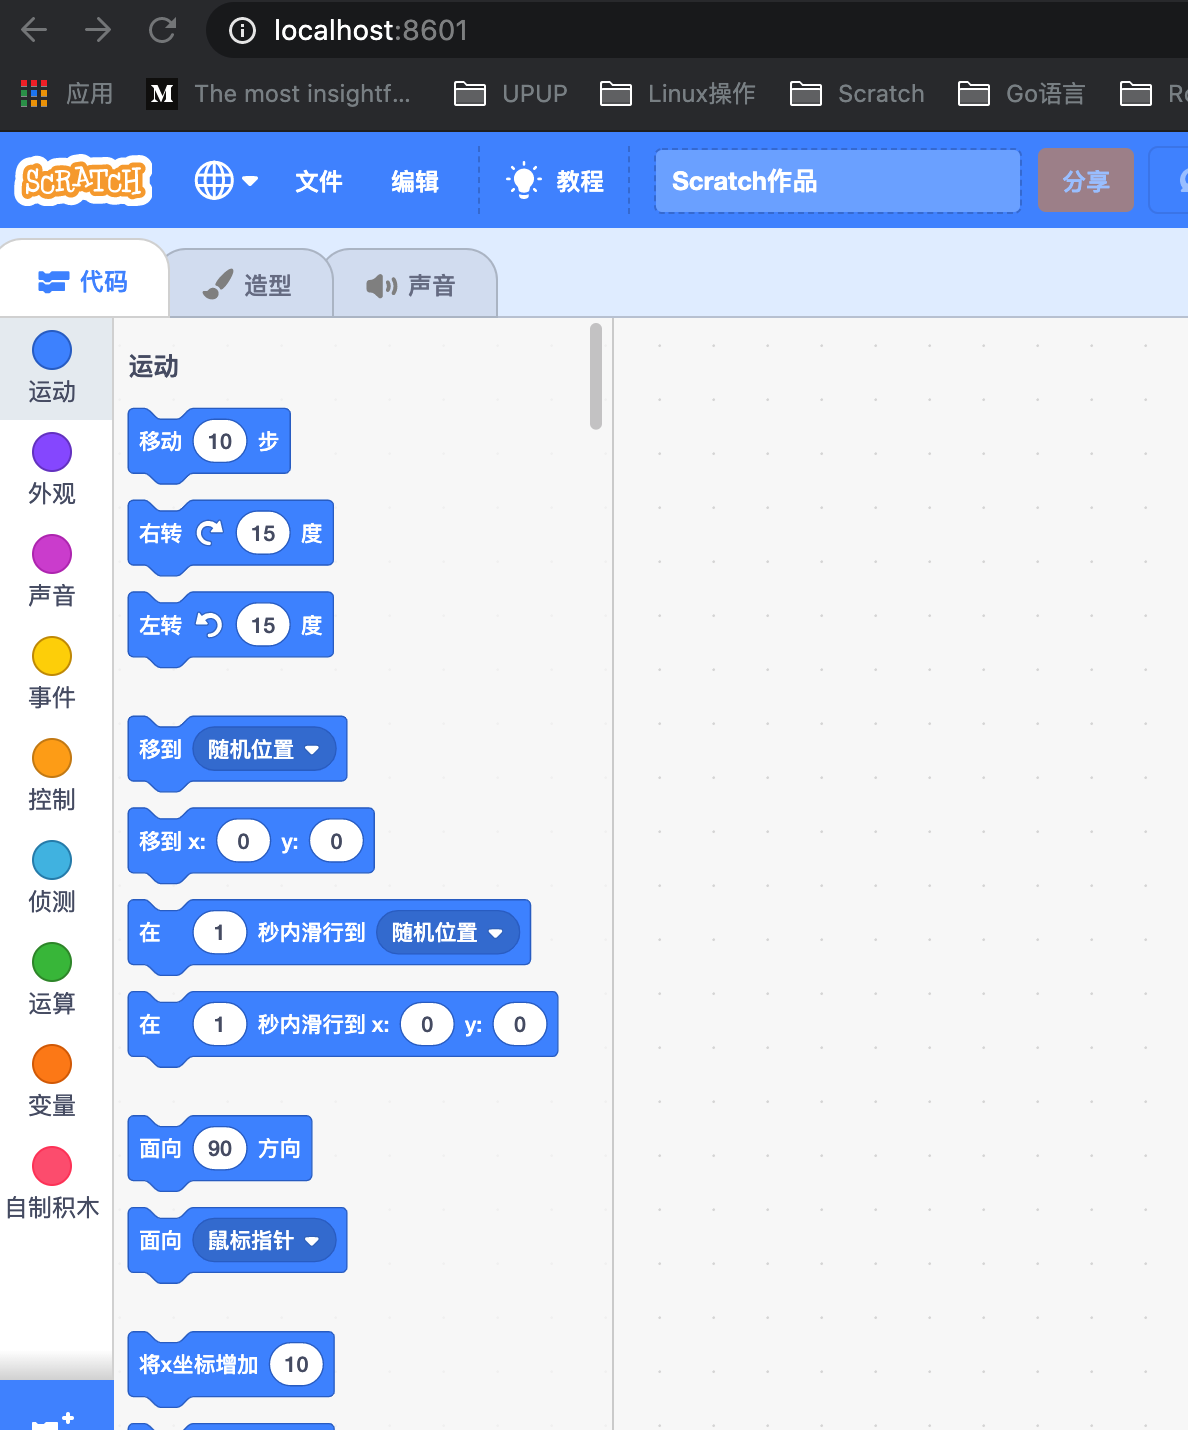 localhost:8601
应用 The most insightf... UPUP Linux操作 Scratch Go语言
SCRATCH 文件 编辑 教程 Scratch作品 分享
代码 造型 声音
运动
外观
声音
事件
控制
侦测
运算
变量
自制积木
运动
移动 10 步
右转 15 度
左转 15 度
移到 随机位置
移到 x: 0 y: 0
在 1 秒内滑行到 随机位置
在 1 秒内滑行到 x: 0 y: 0
面向 90 方向
面向 鼠标指针
将x坐标增加 10